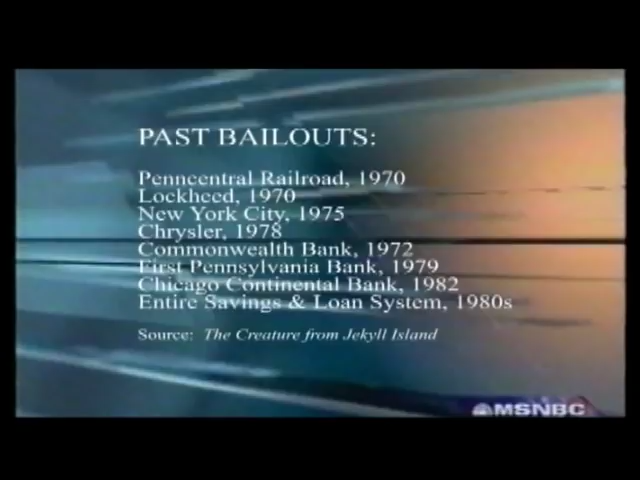 PAST BAILOUTS:
Penncentral Railroad, 1970
Lockheed, 1970
New York City, 1975
Chrysler, 1978
Commonwealth Bank, 1972
First Pennsylvania Bank, 1979
Chicago Continental Bank, 1982
Entire Savings & Loan System, 1980s
Source: The Creature from Jekyll Island
MSNBC